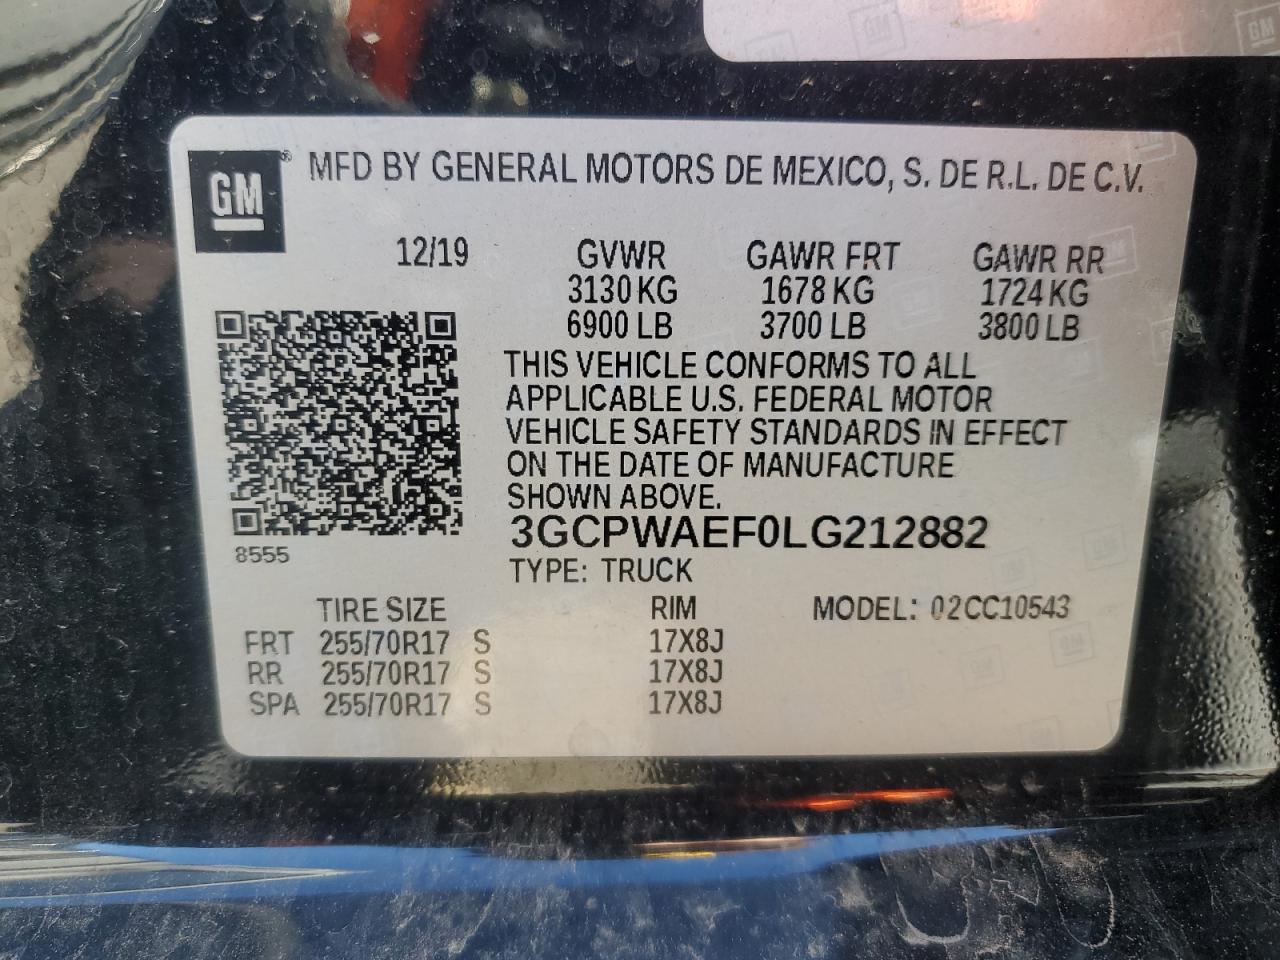 GM® MFD BY GENERAL MOTORS DE MEXICO, S. DE R.L. DE C.V.
12/19 GVWR GAWR FRT GAWR RR
3130 KG 1678 KG 1724 KG
6900 LB 3700 LB 3800 LB
THIS VEHICLE CONFORMS TO ALL
APPLICABLE U.S. FEDERAL MOTOR
VEHICLE SAFETY STANDARDS IN EFFECT
ON THE DATE OF MANUFACTURE
SHOWN ABOVE.
3GCPWAEF0LG212882
8555
TYPE: TRUCK
TIRE SIZE RIM MODEL: 02CC10543
FRT 255/70R17 S 17X8J
RR 255/70R17 S 17X8J
SPA 255/70R17 S 17X8J